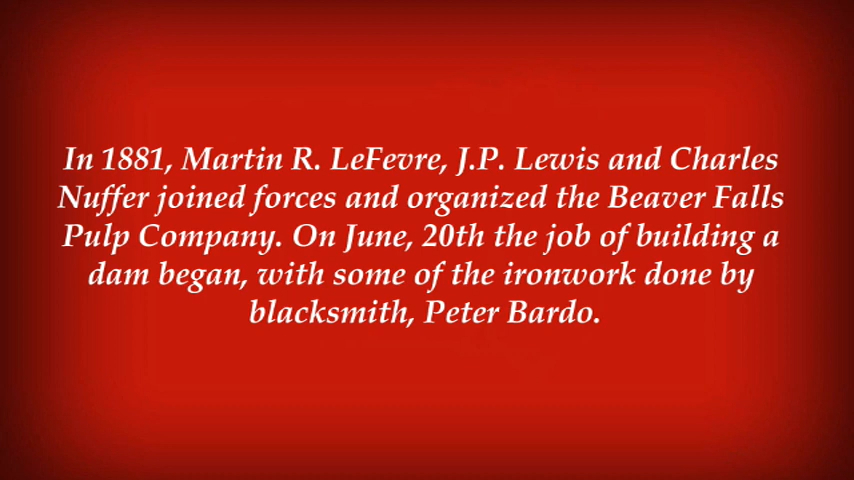 In 1881, Martin R. LeFevre, J.P. Lewis and Charles
Nuffer joined forces and organized the Beaver Falls
Pulp Company. On June, 20th the job of building a
dam began, with some of the ironwork done by
blacksmith, Peter Bardo.